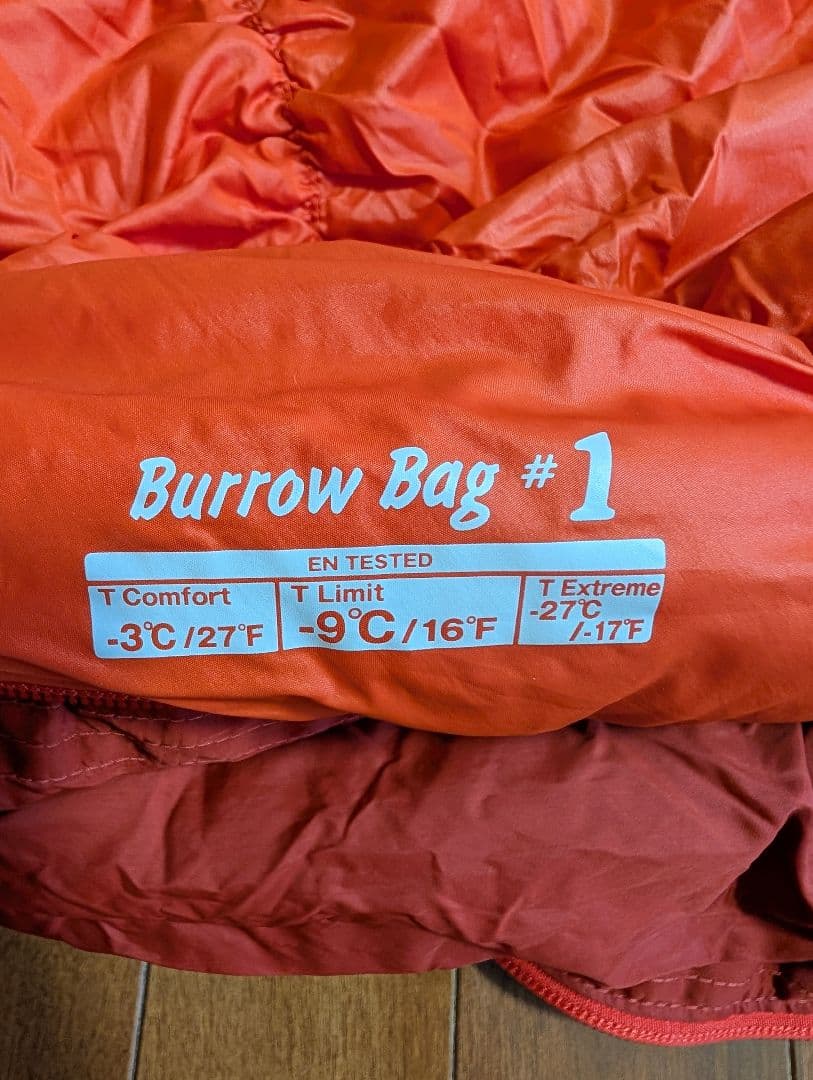 Burrow Bag #1
EN TESTED
T Comfort
-3℃/27°F
T Limit
-9℃/16°F
T Extreme
-27℃
/-17°F